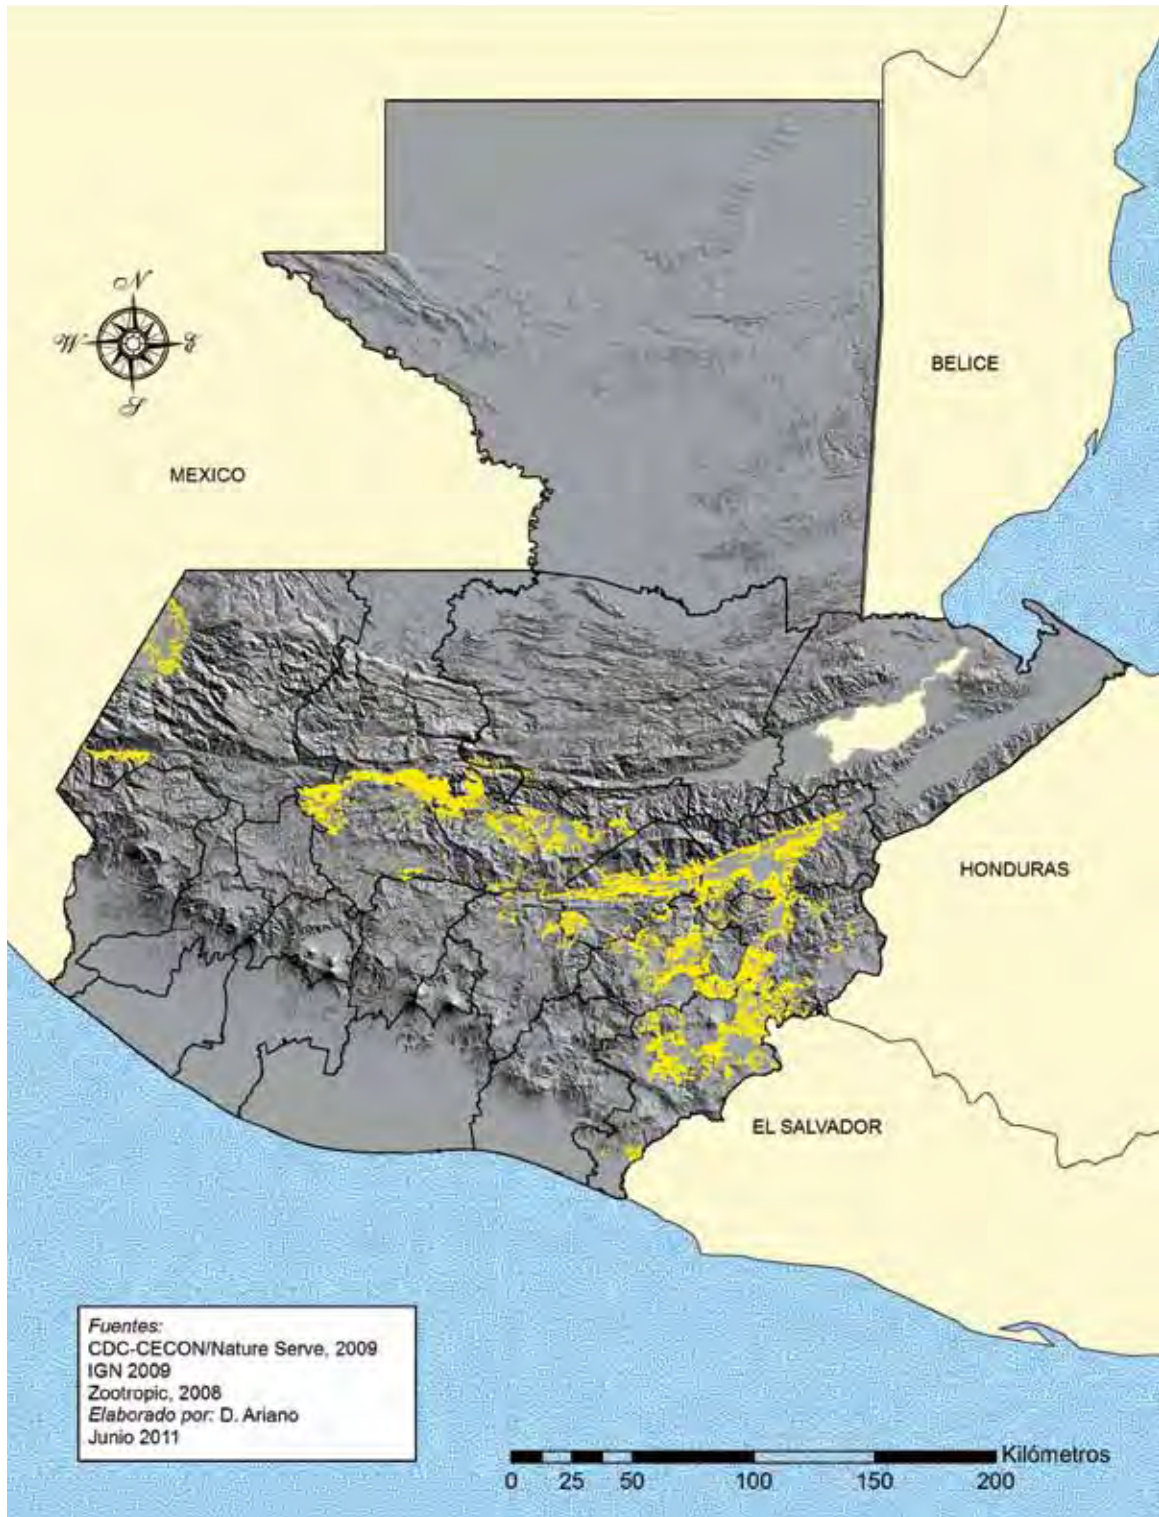 N
W E
S
BELICE
MEXICO
HONDURAS
EL SALVADOR
Fuentes:
CDC-CECON/Nature Serve, 2009
IGN 2009
Zootropic, 2008
Elaborado por: D. Ariano
Junio 2011
Kilómetros
0 25 50 100 150 200